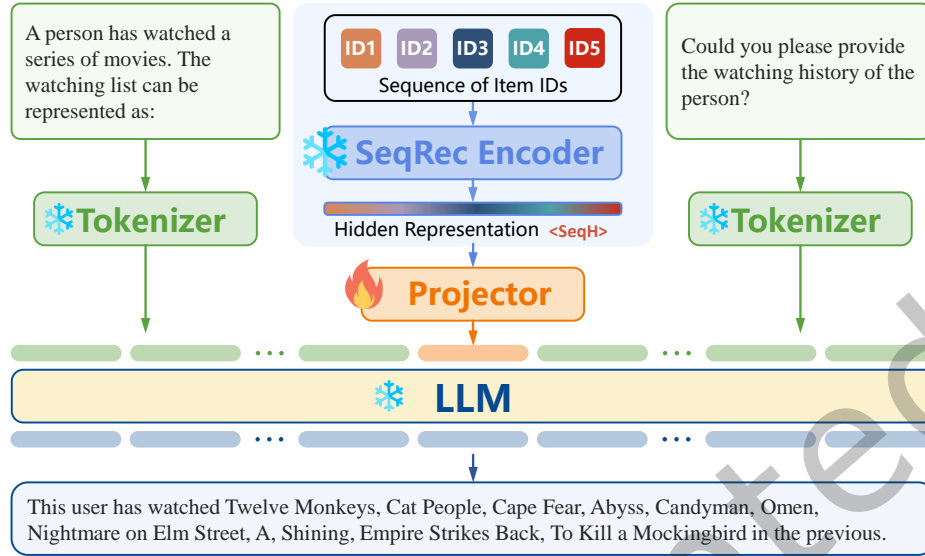 A person has watched a
series of movies. The
watching list can be
represented as:
Tokenizer
ID1 ID2 ID3 ID4 ID5
Sequence of Item IDs
SeqRec Encoder
Hidden Representation <SeqH>
Projector
Could you please provide
the watching history of the
person?
Tokenizer
LLM
This user has watched Twelve Monkeys, Cat People, Cape Fear, Abyss, Candyman, Omen,
Nightmare on Elm Street, A, Shining, Empire Strikes Back, To Kill a Mockingbird in the previous.